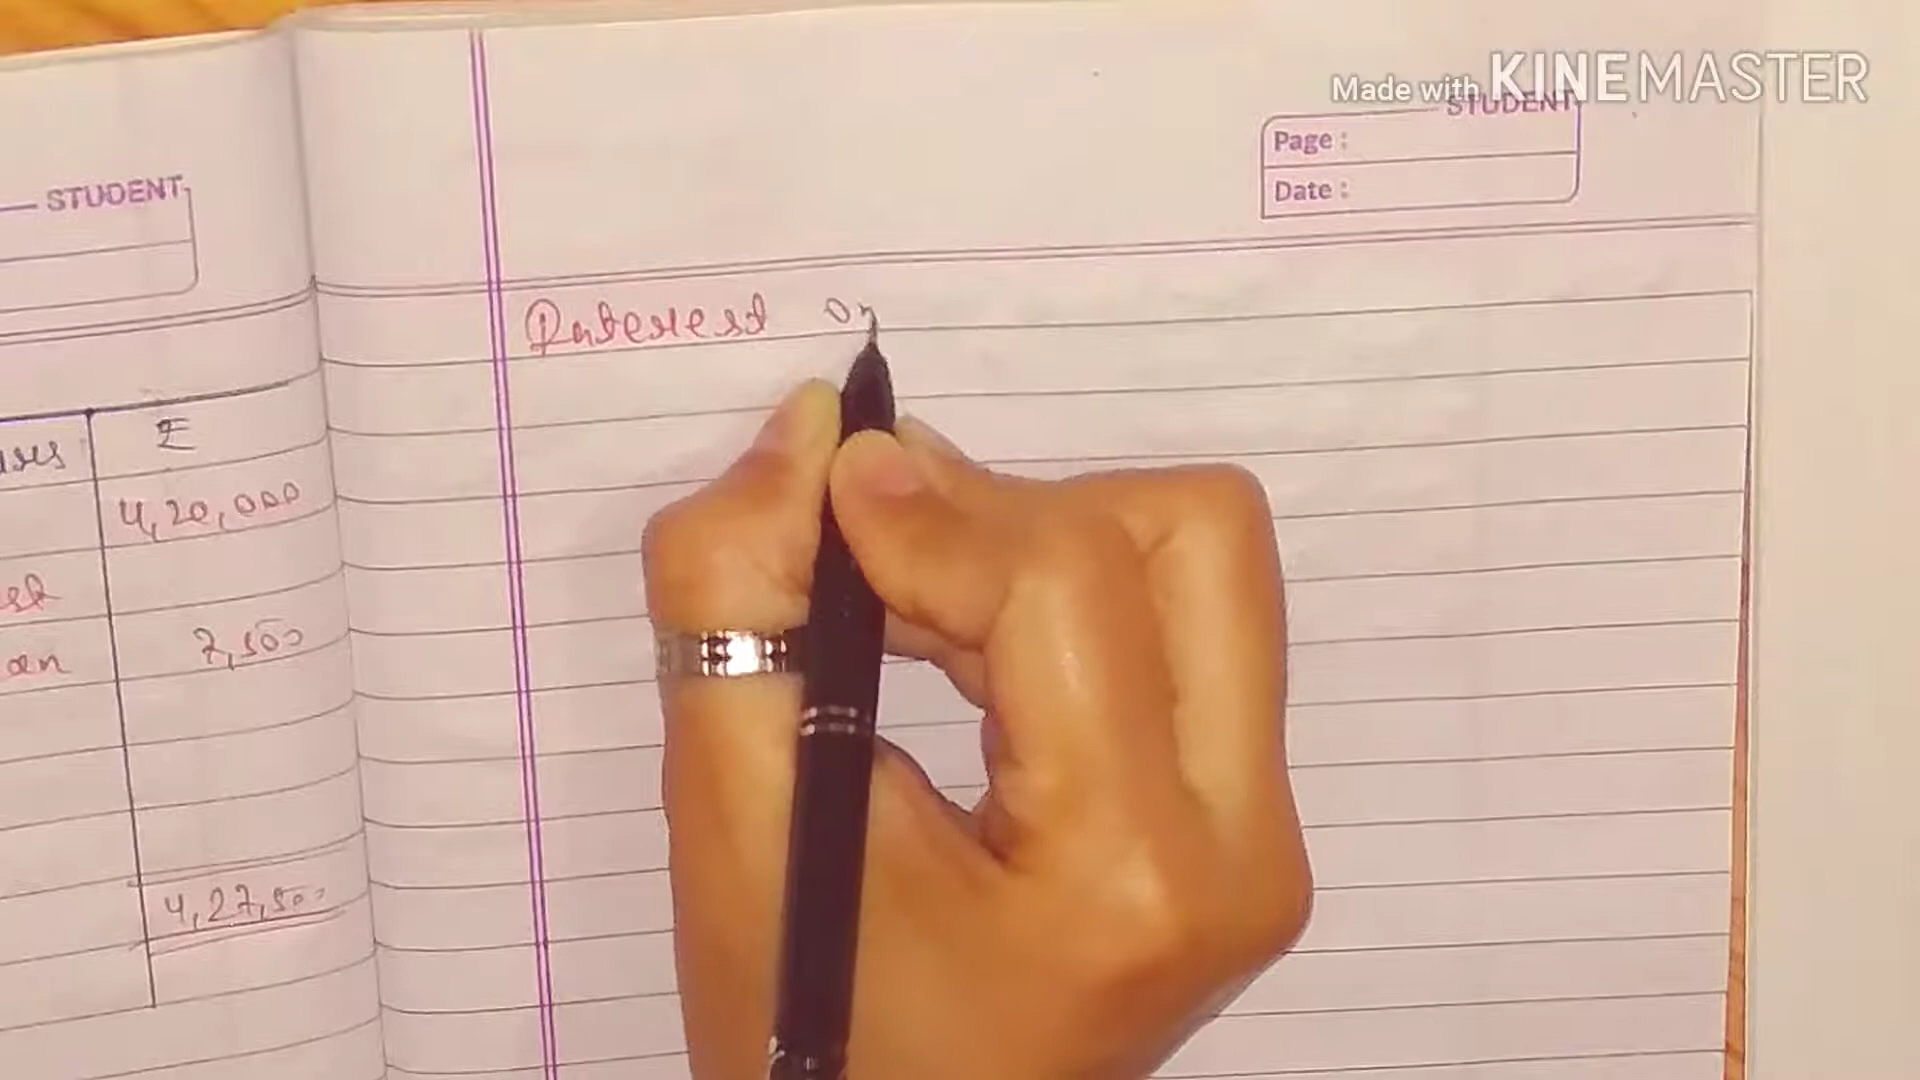 Made with KINEMASTER
STUDENT
Page :
Date :
STUDENT
₹
4,20,000
7,500
4,27,500
Interest on